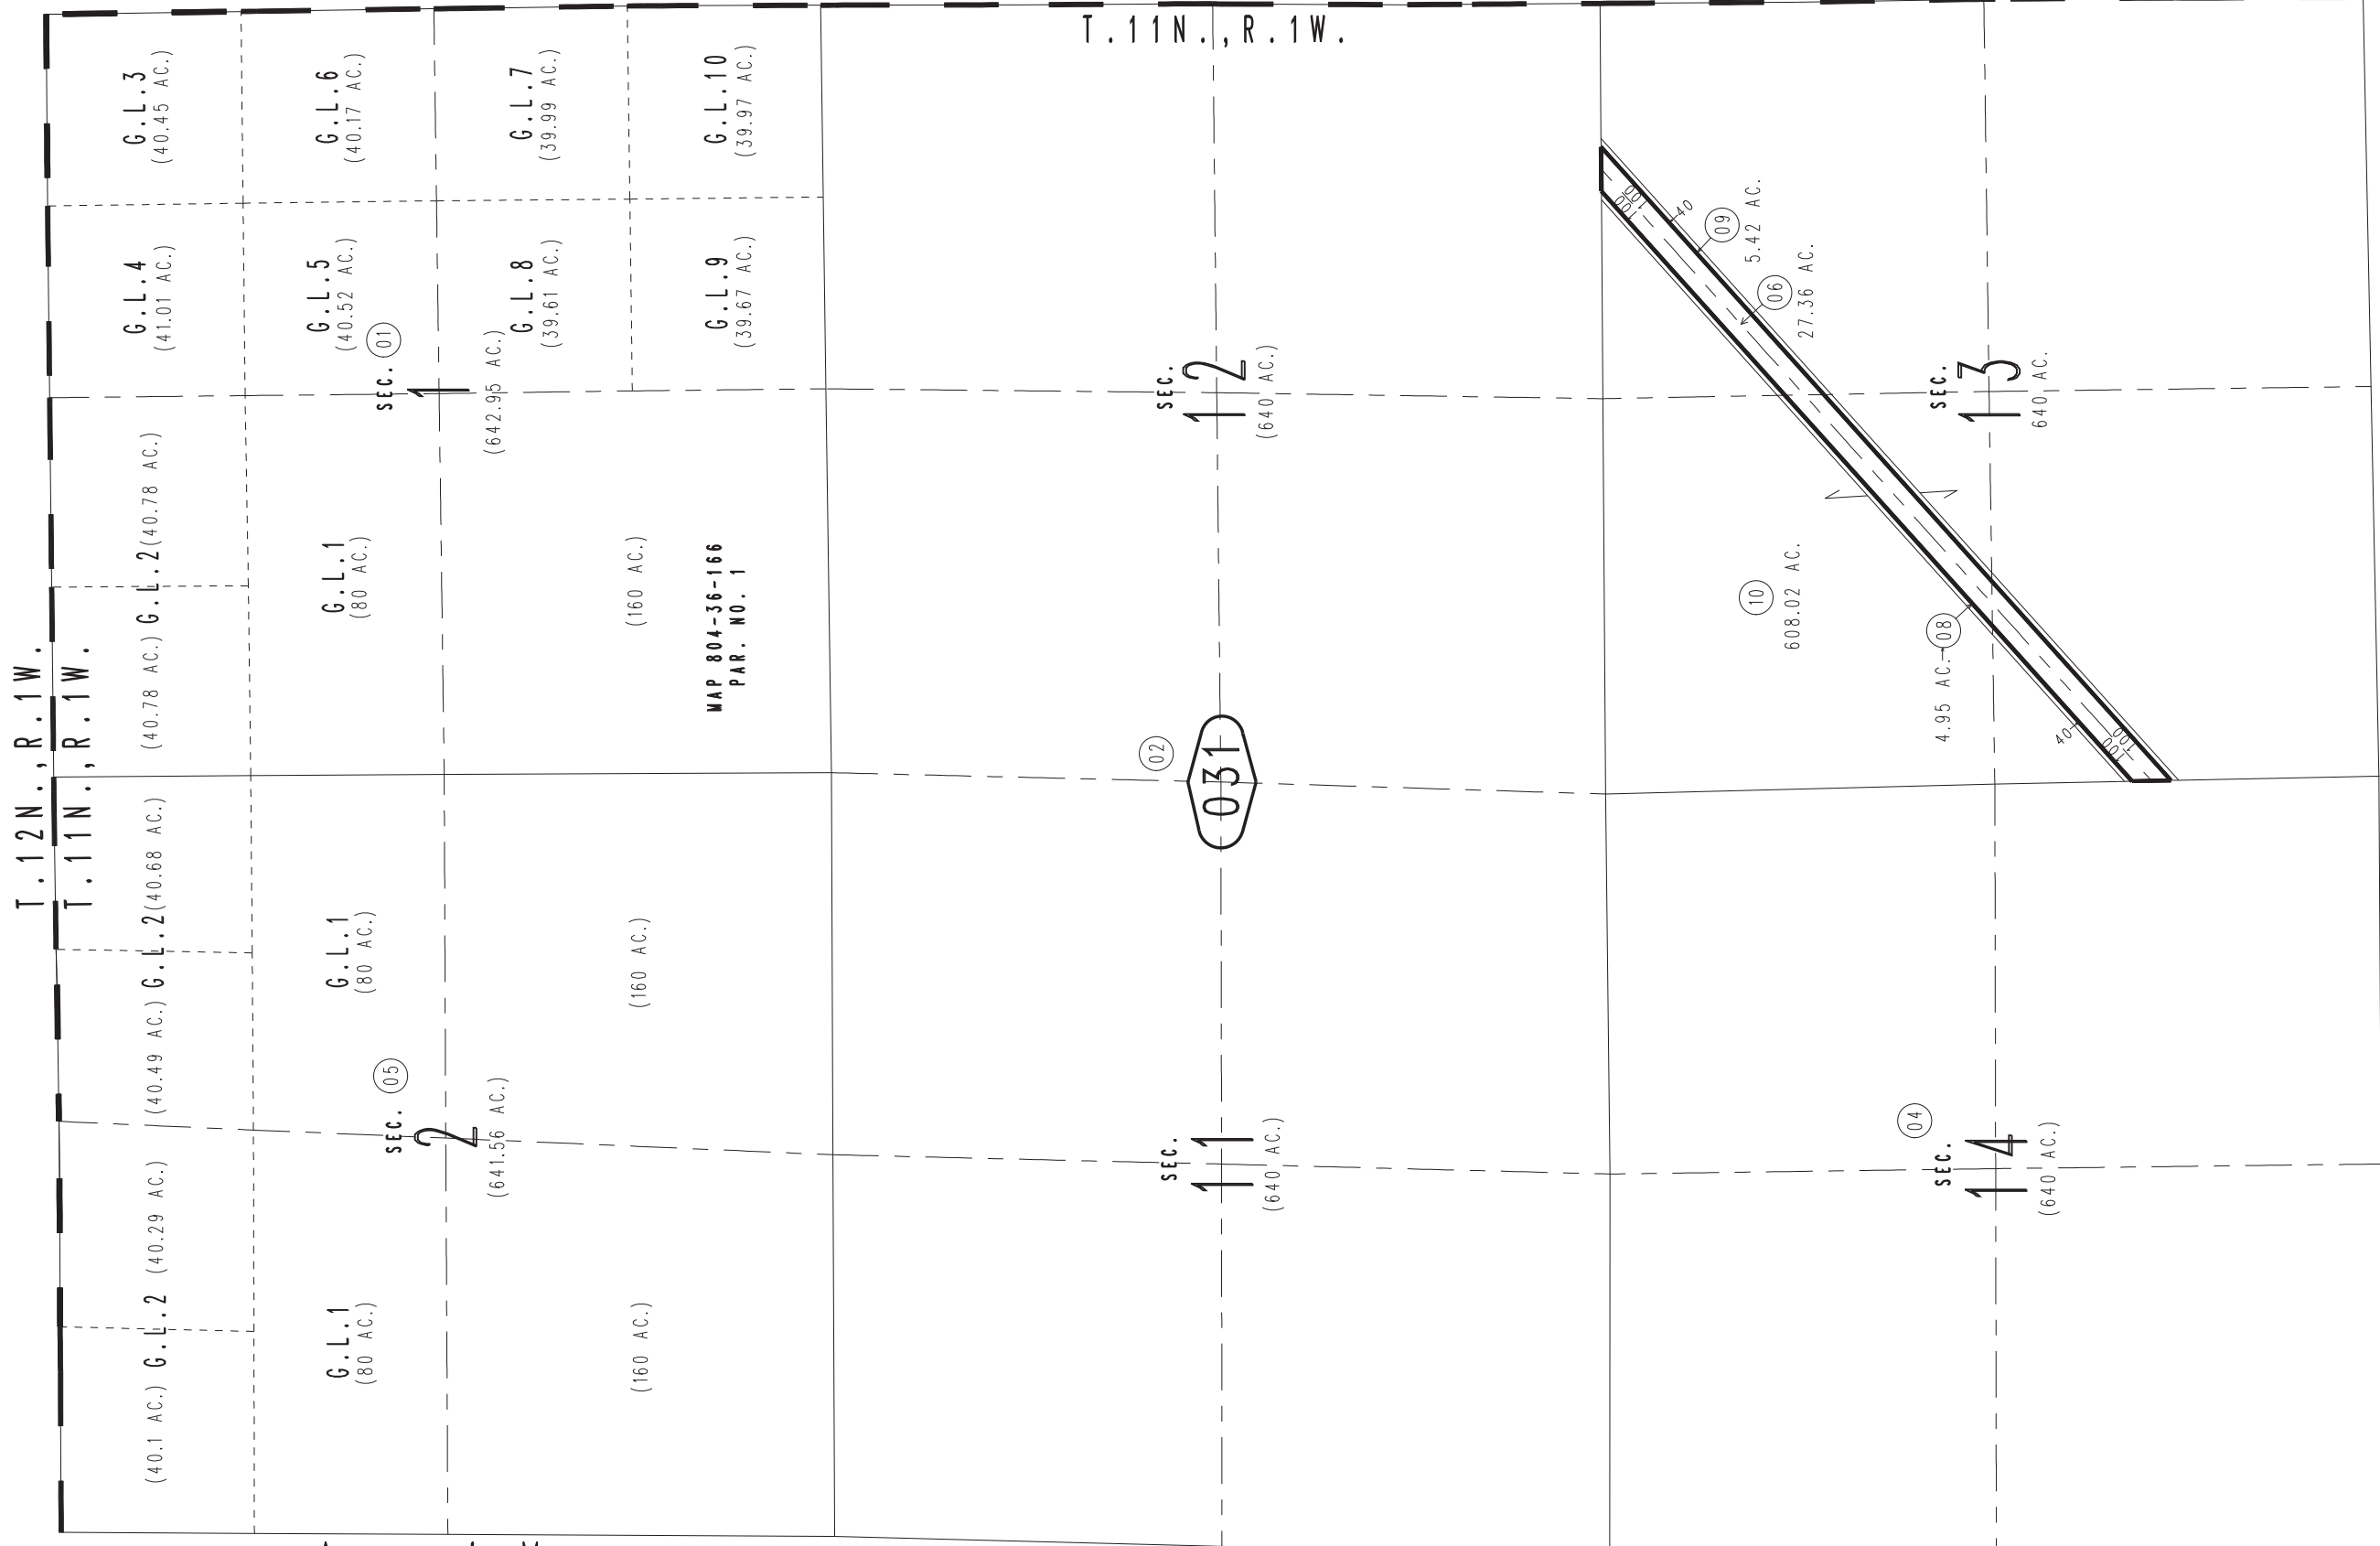 T.12N.,R.1W.
T.11N.,R.1W.
T.11N.,R.1W.
G.L.3
(40.45 AC.)
G.L.6
(40.17 AC.)
G.L.7
(39.99 AC.)
G.L.10
(39.97 AC.)
G.L.4
(41.01 AC.)
G.L.5
(40.52 AC.)
G.L.8
(39.61 AC.)
G.L.9
(39.67 AC.)
01
SEC.
1
(642.95 AC.)
(40.78 AC.) G.L.2 (40.78 AC.)
G.L.1
(80 AC.)
(160 AC.)
MAP 804-36-166
PAR. NO. 1
(40.49 AC.) G.L.2 (40.68 AC.)
G.L.1
(80 AC.)
(160 AC.)
05
SEC.
2
(641.56 AC.)
(40.1 AC.) G.L.2 (40.29 AC.)
G.L.1
(80 AC.)
(160 AC.)
SEC.
12
(640 AC.)
02
031
SEC.
11
(640 AC.)
100
100
40
09
5.42 AC.
06
27.36 AC.
SEC.
13
640 AC.
10
608.02 AC.
4.95 AC.
08
40
100
100
04
SEC.
14
(640 AC.)